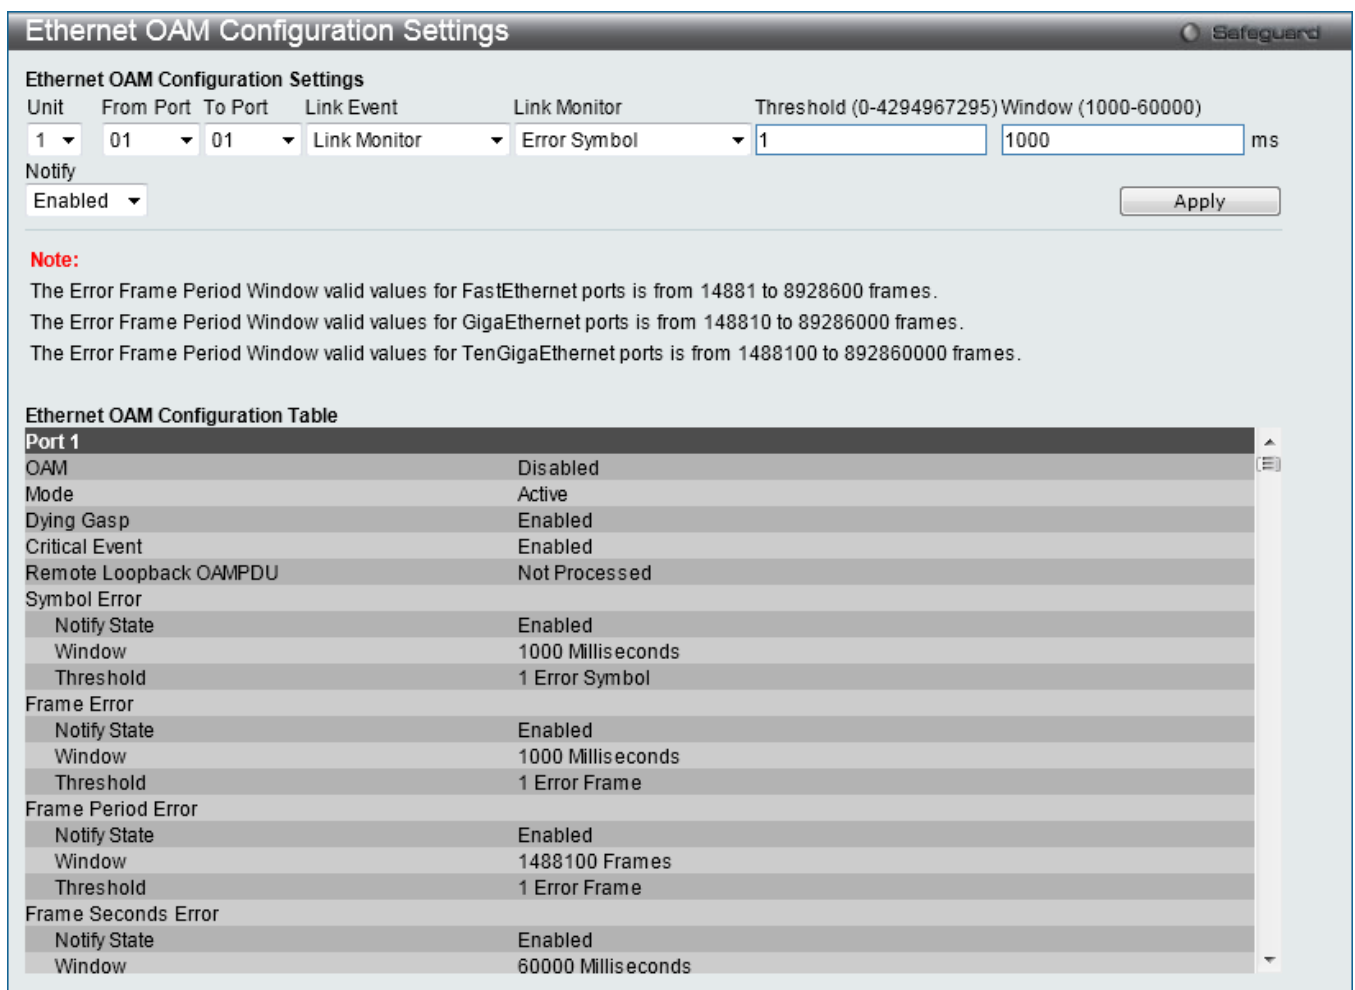 Ethernet OAM Configuration Settings
Safeguard
Ethernet OAM Configuration Settings
Unit From Port To Port Link Event Link Monitor Threshold (0-4294967295) Window (1000-60000)
1 01 01 Link Monitor Error Symbol 1 1000 ms
Notify
Enabled Apply
Note:
The Error Frame Period Window valid values for FastEthernet ports is from 14881 to 8928600 frames.
The Error Frame Period Window valid values for GigaEthernet ports is from 148810 to 89286000 frames.
The Error Frame Period Window valid values for TenGigaEthernet ports is from 1488100 to 892860000 frames.
Ethernet OAM Configuration Table
Port 1
OAM Disabled
Mode Active
Dying Gasp Enabled
Critical Event Enabled
Remote Loopback OAMPDU Not Processed
Symbol Error
Notify State Enabled
Window 1000 Milliseconds
Threshold 1 Error Symbol
Frame Error
Notify State Enabled
Window 1000 Milliseconds
Threshold 1 Error Frame
Frame Period Error
Notify State Enabled
Window 1488100 Frames
Threshold 1 Error Frame
Frame Seconds Error
Notify State Enabled
Window 60000 Milliseconds